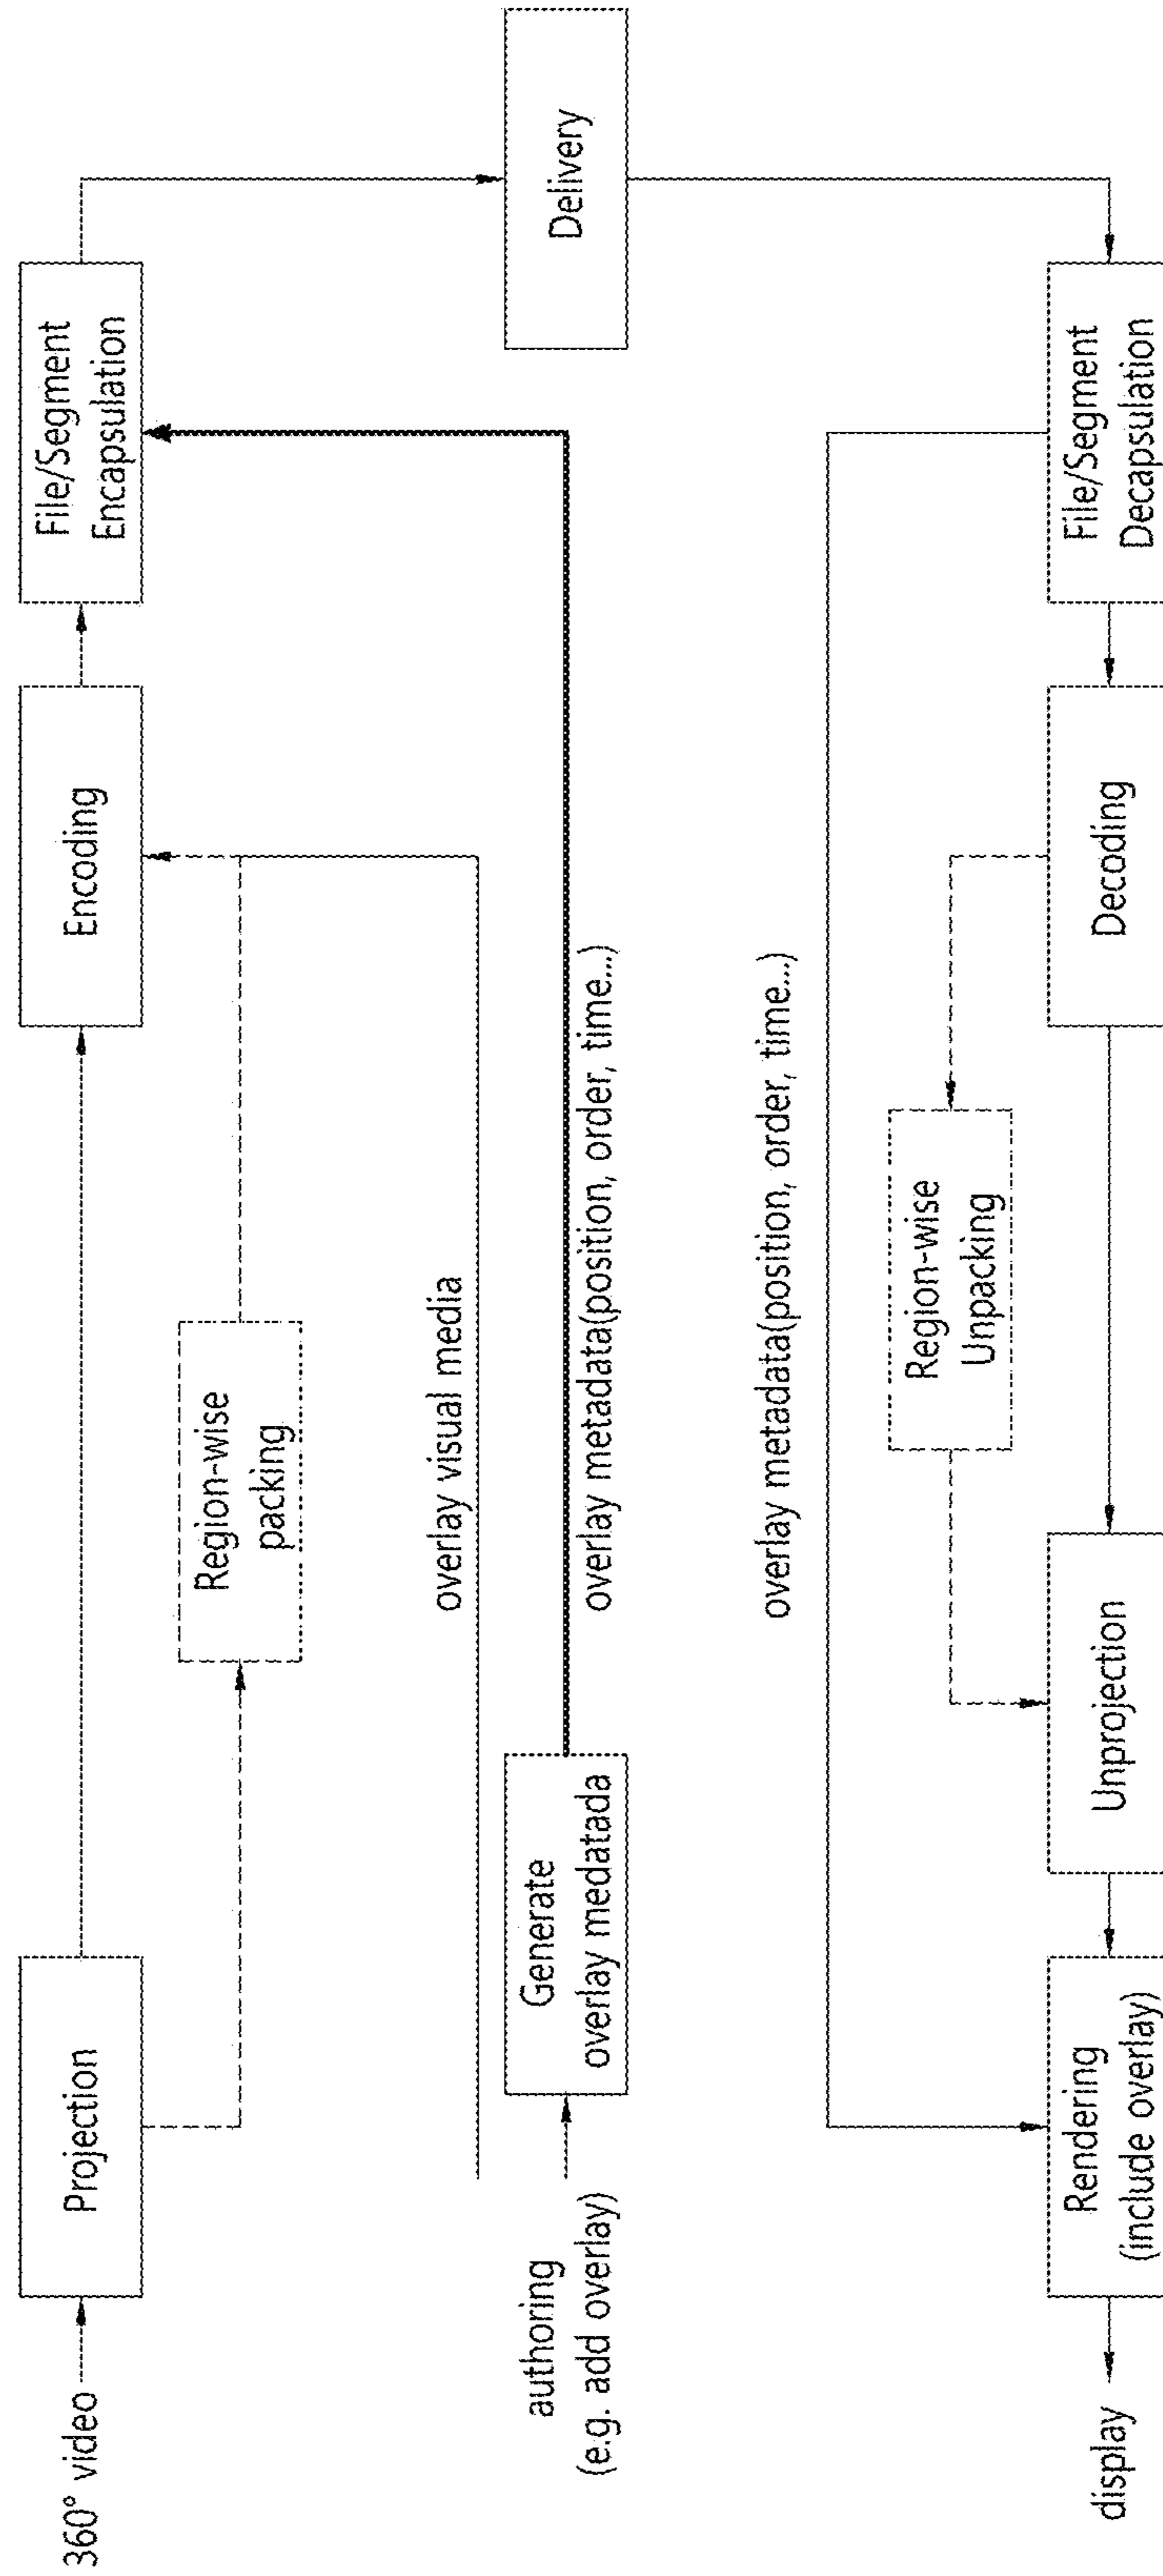 360° video
Projection
Region-wise
packing
Encoding
File/Segment
Encapsulation
overlay visual media
authoring
(e.g. add overlay)
Generate
overlay medatada
overlay metadata(position, order, time...)
Delivery
overlay metadata(position, order, time...)
Region-wise
Unpacking
display
Rendering
(include overlay)
Unprojection
Decoding
File/Segment
Decapsulation